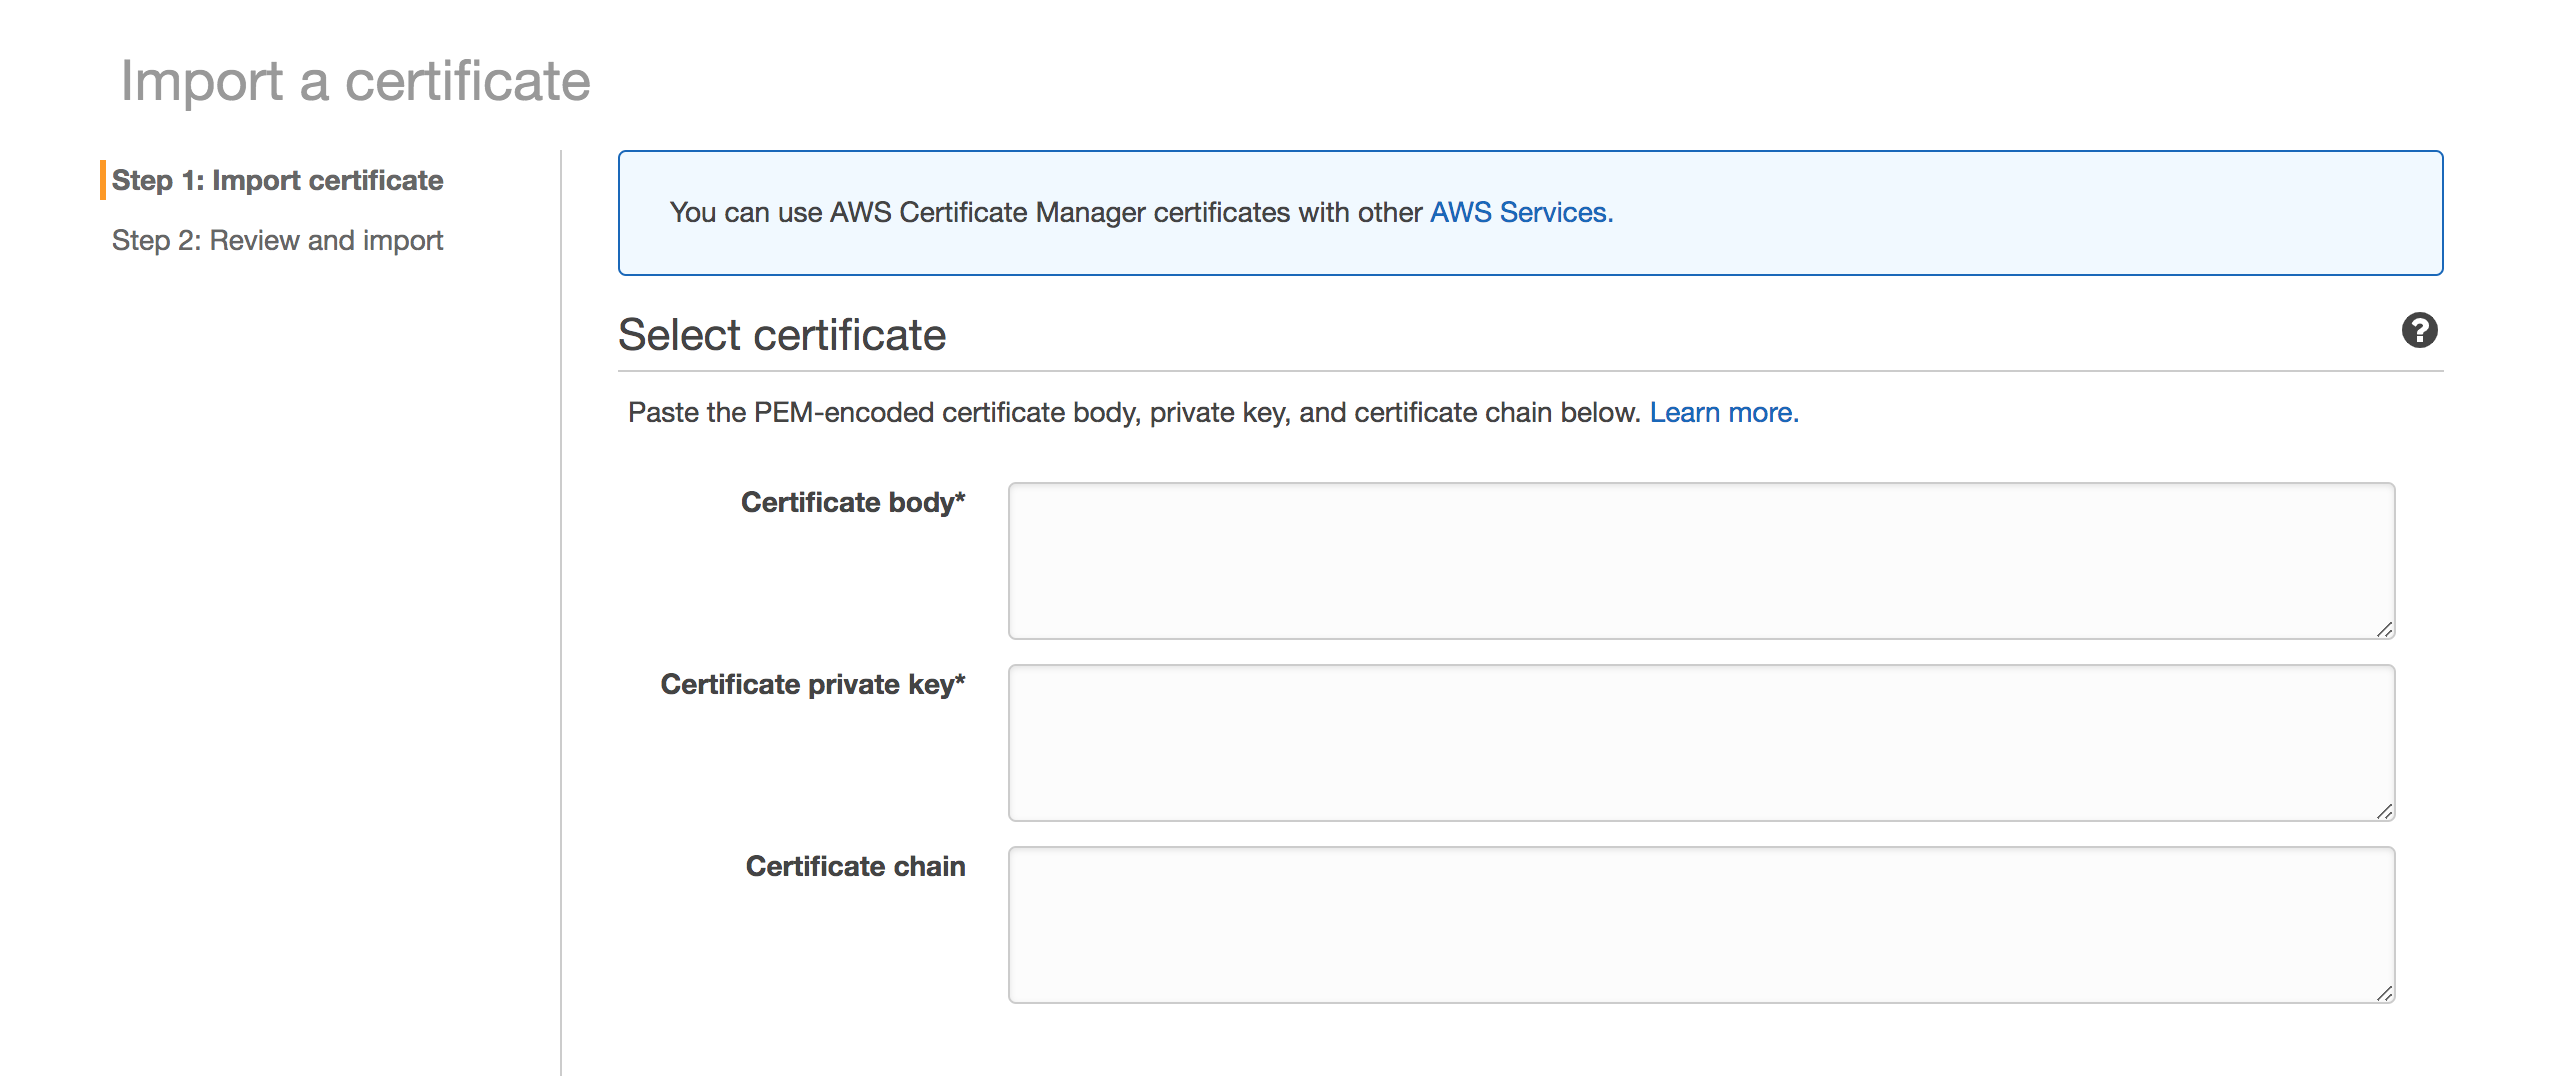 Import a certificate
Step 1: Import certificate
Step 2: Review and import
You can use AWS Certificate Manager certificates with other AWS Services.
Select certificate
?
Paste the PEM-encoded certificate body, private key, and certificate chain below. Learn more.
Certificate body*
Certificate private key*
Certificate chain